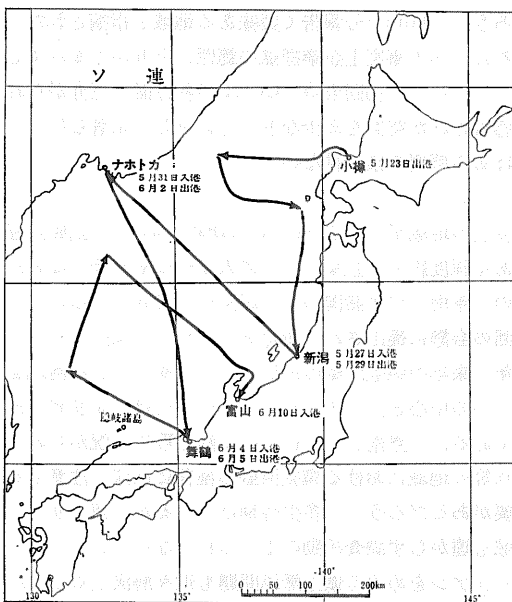 ソ 連
ナホトカ
5月31日入港
6月2日出港
小樽 5月23日出港
新潟 5月27日入港
5月29日出港
富山 6月10日入港
隠岐諸島
舞鶴 6月4日入港
6月5日出港
130
135
140
145
0 100 200km